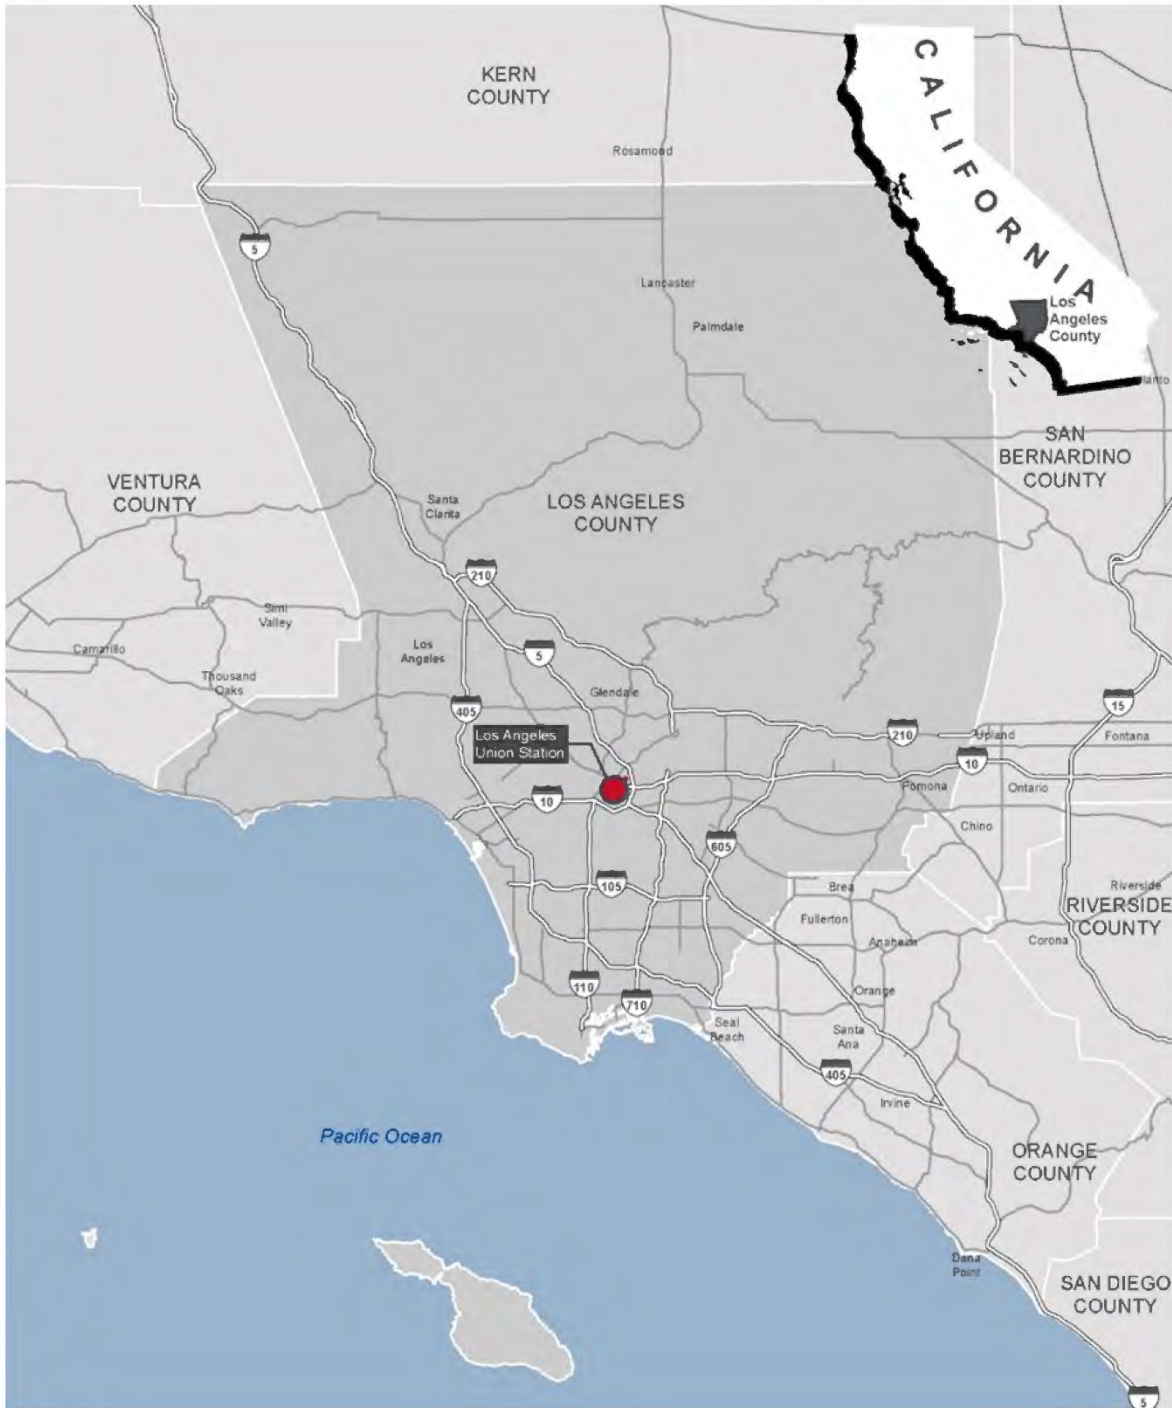 KERN
COUNTY
CALIFORNIA
Rosamond
5
Lancaster
Palmdale
Los
Angeles
County
SAN
BERNARDINO
COUNTY
VENTURA
COUNTY
Santa
Clarita
LOS ANGELES
COUNTY
210
Simi
Valley
Camarillo
Los
Angeles
5
Thousand
Oaks
Glendale
405
15
210
Upland
Fontana
Los Angeles
Union Station
10
10
Pomona
Ontario
Chino
605
105
Brea
Riverside
RIVERSIDE
COUNTY
Fullerton
Anaheim
Corona
110
710
Orange
Seal
Beach
Santa
Ana
405
Irvine
Pacific Ocean
ORANGE
COUNTY
Dana
Point
SAN DIEGO
COUNTY
5